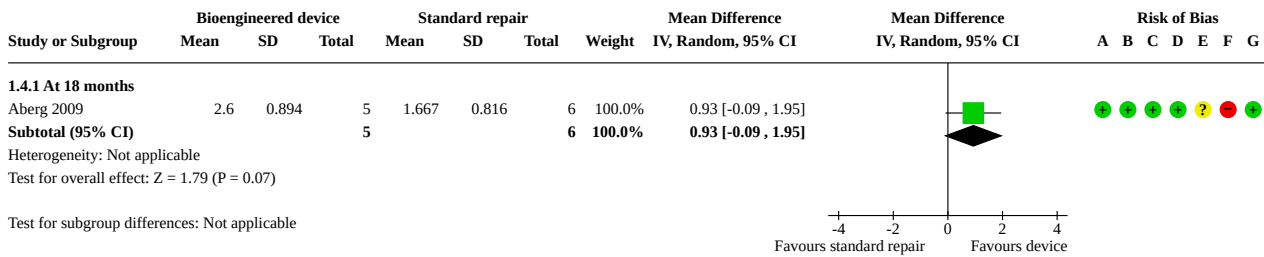 Bioengineered device Standard repair Mean Difference Mean Difference Risk of Bias
Study or Subgroup Mean SD Total Mean SD Total Weight IV, Random, 95% CI IV, Random, 95% CI A B C D E F G
1.4.1 At 18 months
Aberg 2009 2.6 0.894 5 1.667 0.816 6 100.0% 0.93 [-0.09 , 1.95] + + + + ? − +
Subtotal (95% CI) 5 6 100.0% 0.93 [-0.09 , 1.95]
Heterogeneity: Not applicable
Test for overall effect: Z = 1.79 (P = 0.07)
Test for subgroup differences: Not applicable
-4 -2 0 2 4
Favours standard repair Favours device